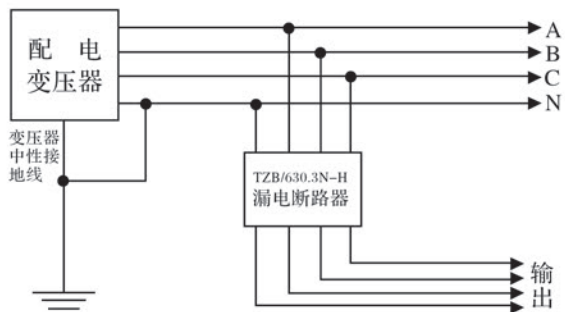 配 电
变压器
A
B
C
N
变压器
中性接
地线
TZB/630.3N-H
漏电断路器
输
出